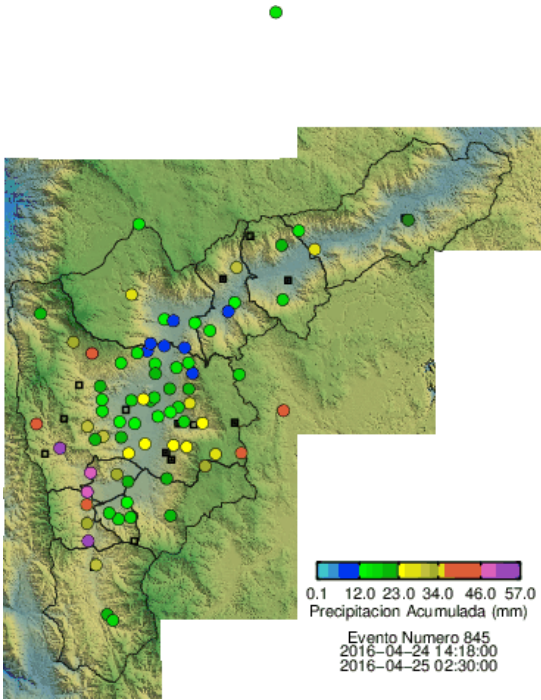 0.1 12.0 23.0 34.0 46.0 57.0
Precipitacion Acumulada (mm)
Evento Numero 845
2016-04-24 14:18:00
2016-04-25 02:30:00